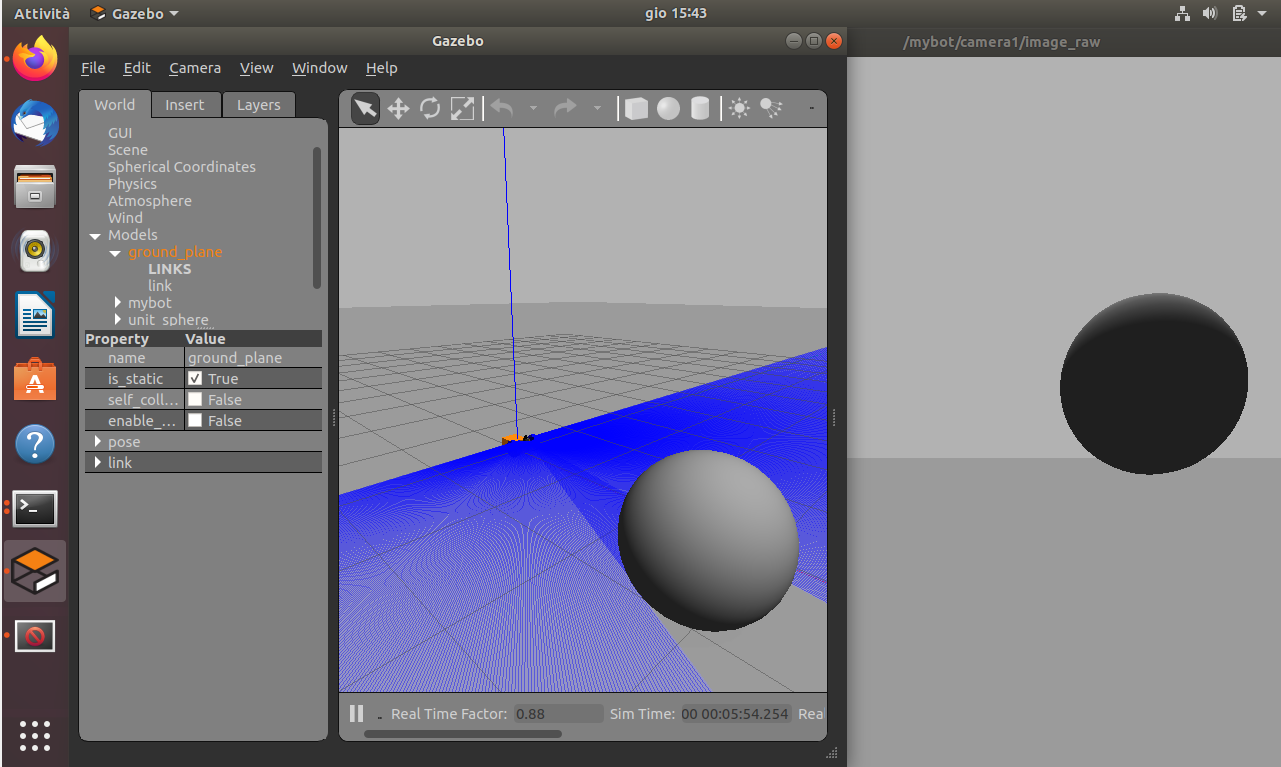 Attività Gazebo gio 15:43
Gazebo
/mybot/camera1/image_raw
File Edit Camera View Window Help
World Insert Layers
GUI
Scene
Spherical Coordinates
Physics
Atmosphere
Wind
Models
ground_plane
LINKS
link
mybot
unit_sphere
Property Value
name ground_plane
is_static True
self_coll... False
enable_... False
pose
link
Real Time Factor: 0.88 Sim Time: 00 00:05:54.254 Rea